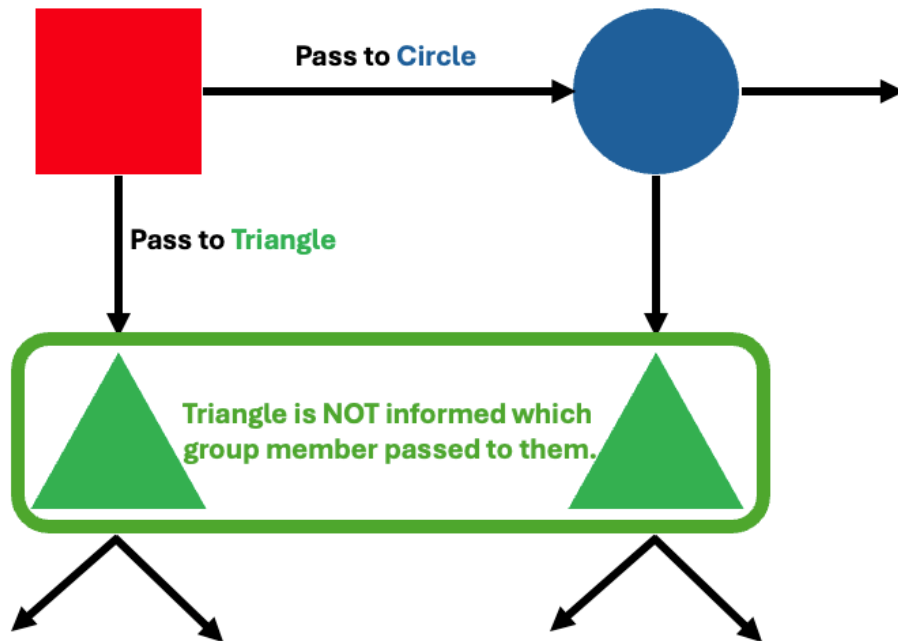 Pass to Circle
Pass to Triangle
Triangle is NOT informed which
group member passed to them.